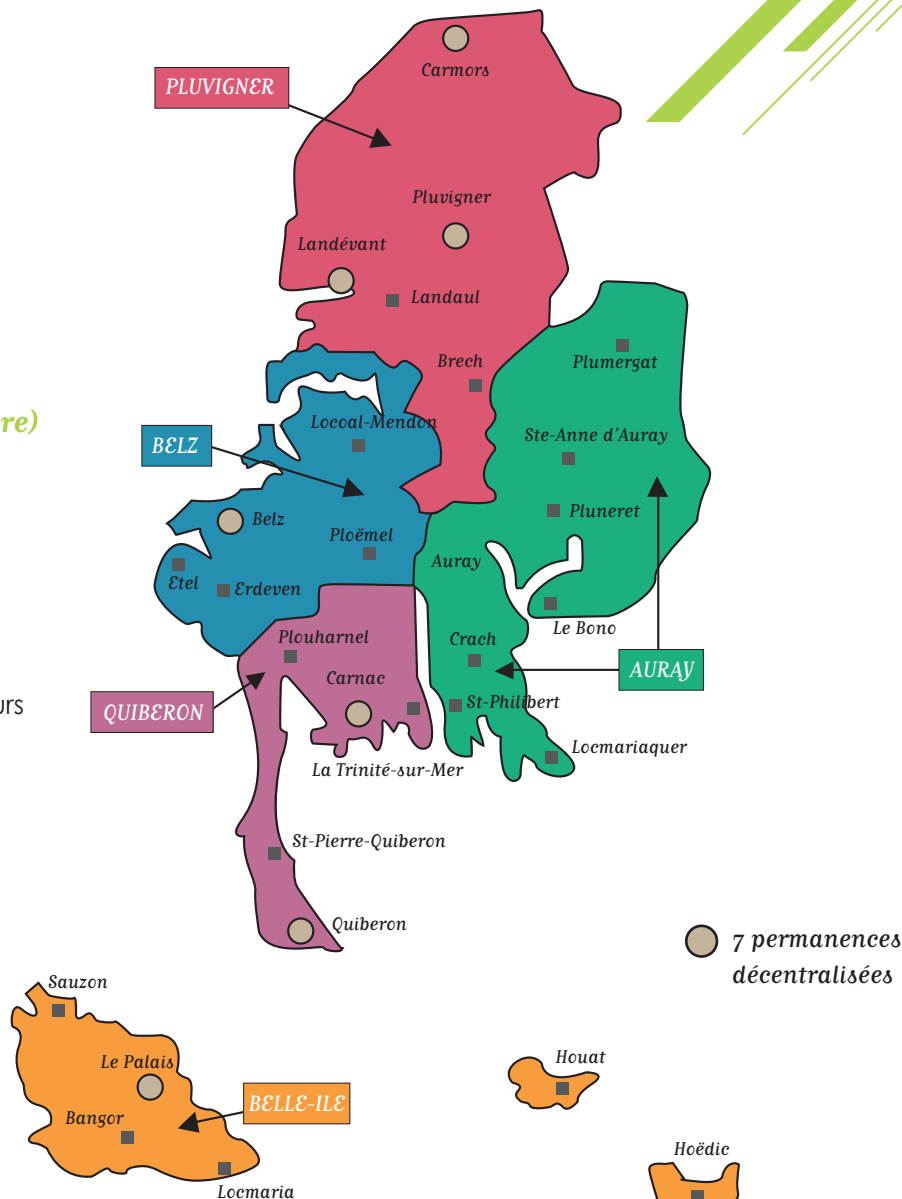 Carmors
PLUVIGNER
Pluvigner
Landévant
Landaul
Brech
Plumergat
re)
Locoal-Mendon
Ste-Anne d'Auray
BELZ
Belz
Pluneret
Ploëmel
Auray
Etel
Erdeven
Le Bono
Plouharnel
Crach
Carnac
AURAY
urs
QUIBERON
St-Philibert
Locmariaquer
La Trinité-sur-Mer
St-Pierre-Quiberon
Quiberon
7 permanences
décentralisées
Sauzon
Le Palais
Houat
BELLE-ILE
Bangor
Hoëdic
Locmaria